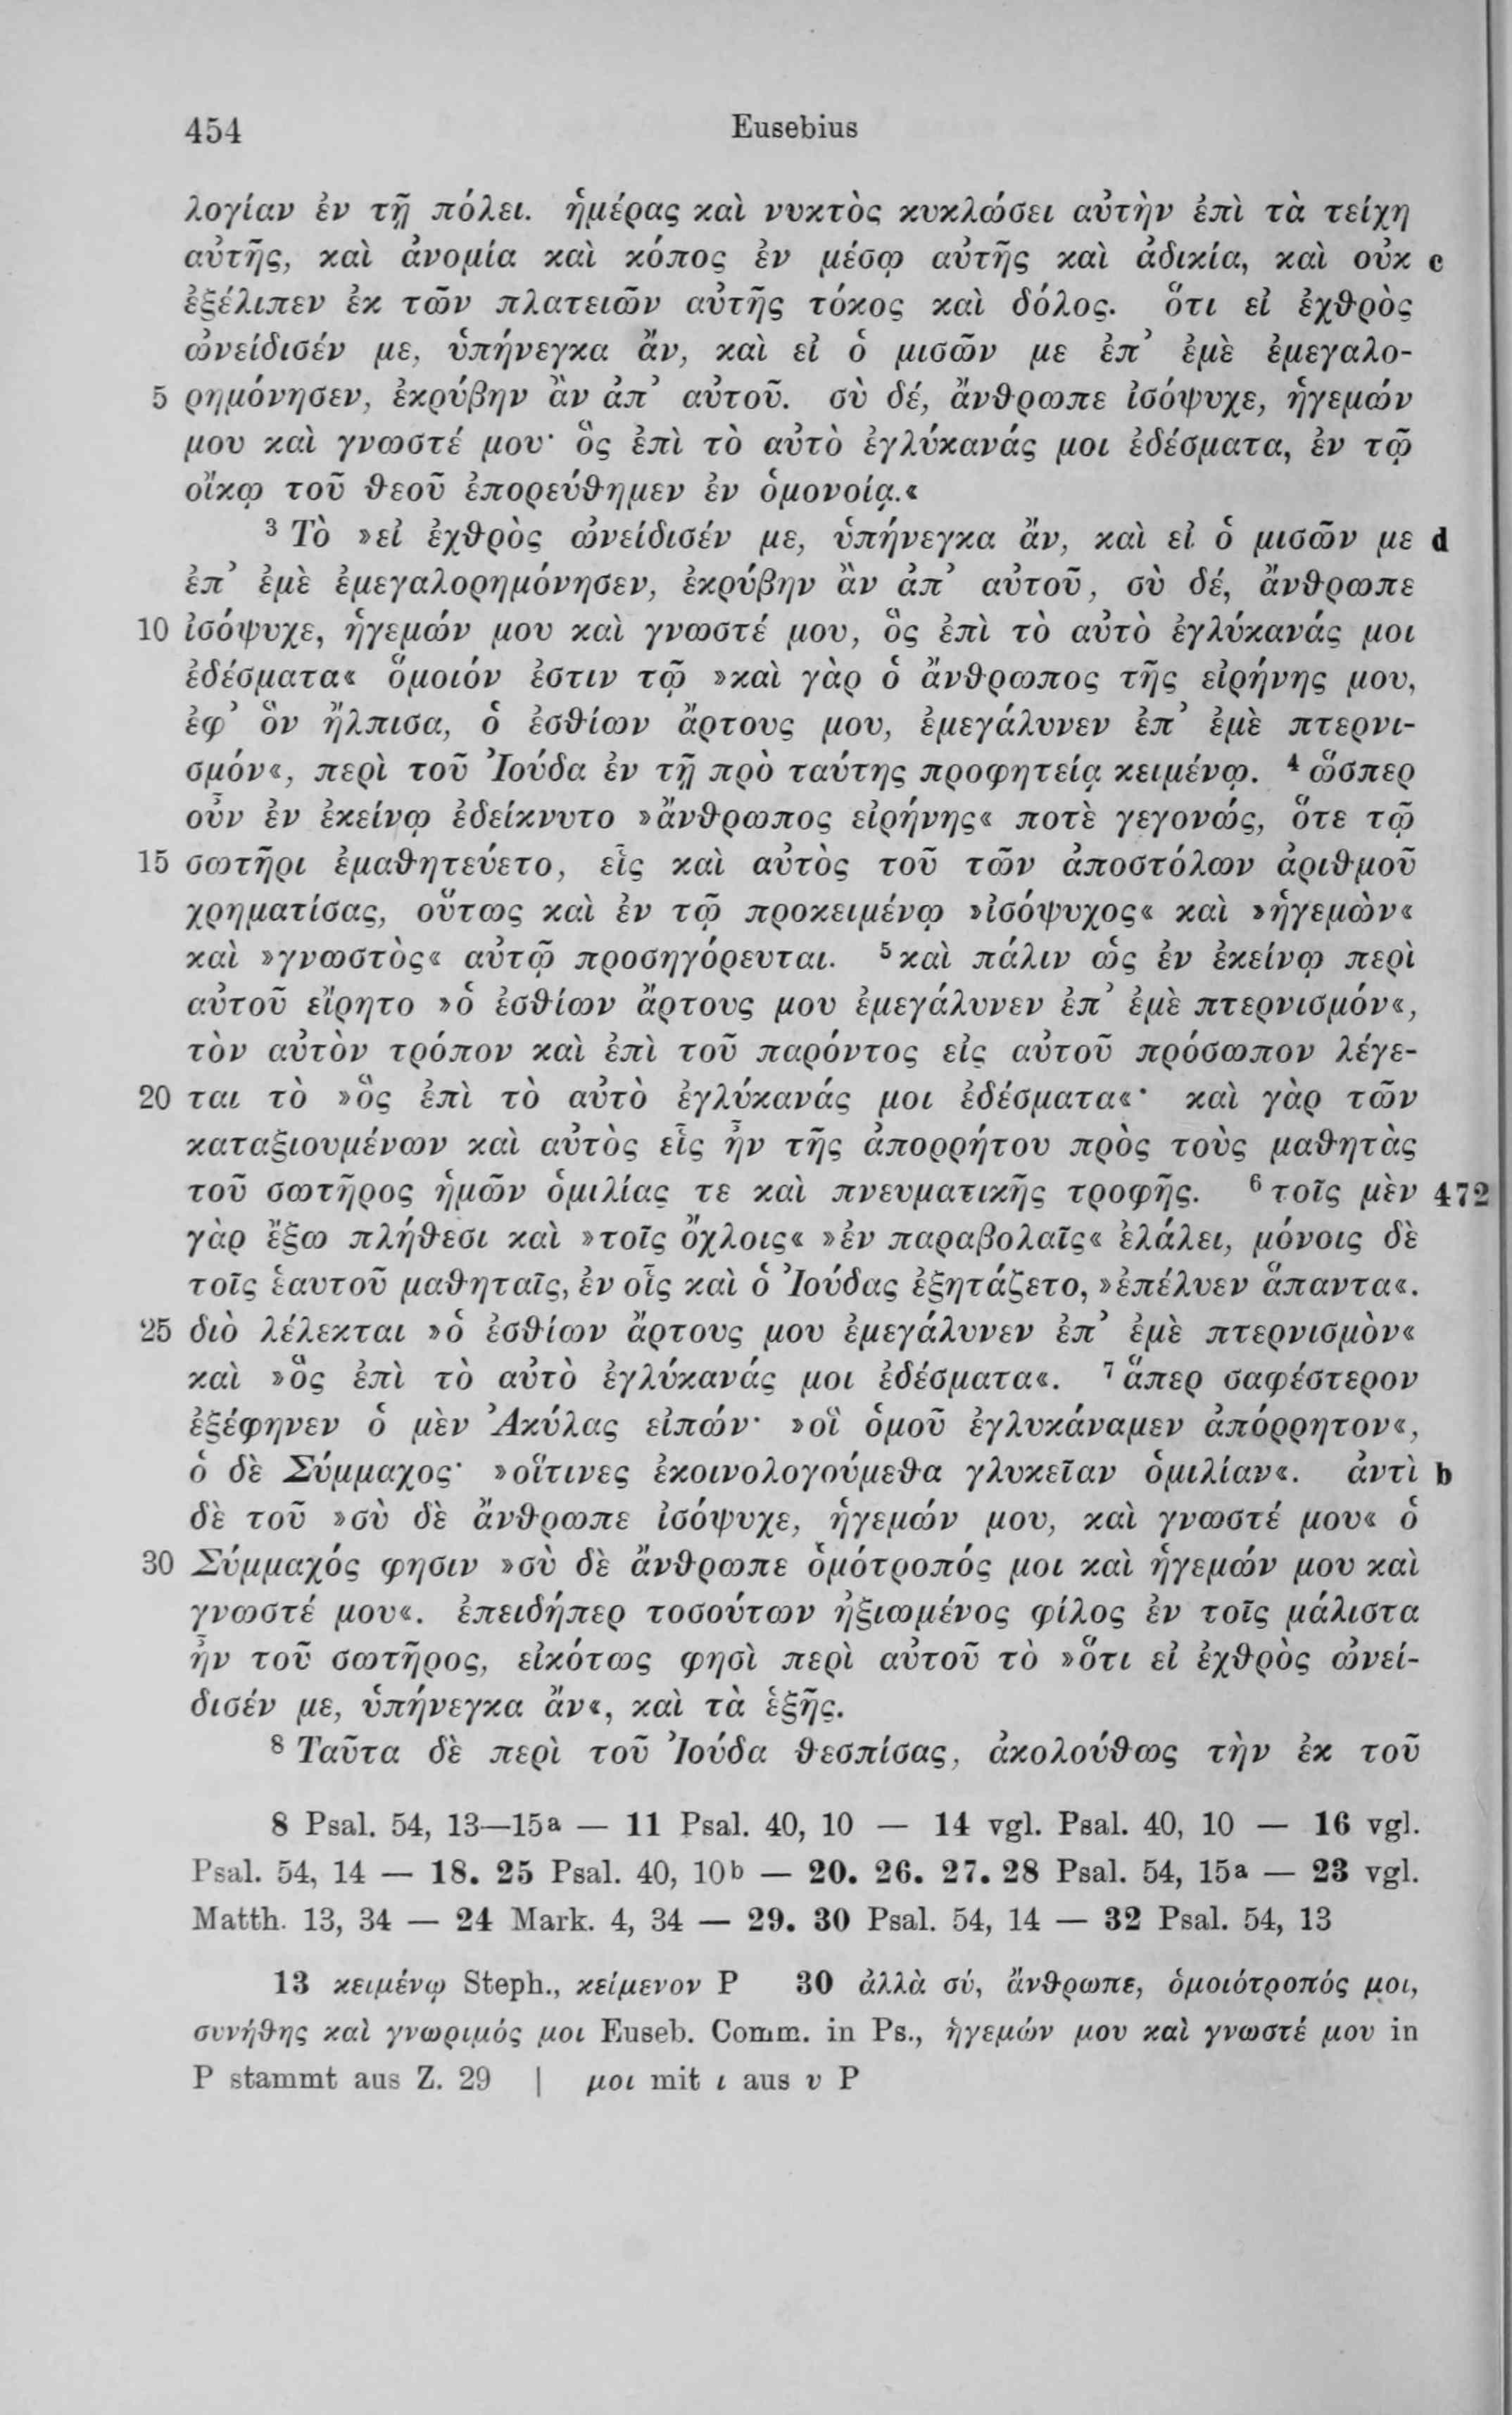 454 Eusebius
λογίαν ἐν τῇ πόλει. ἡμέρας καὶ νυκτὸς κυκλώσει αὐτὴν ἐπὶ τὰ τείχη
αὐτῆς, καὶ ἀνομία καὶ κόπος ἐν μέσῳ αὐτῆς καὶ ἀδικία, καὶ οὐκ c
ἐξέλιπεν ἐκ τῶν πλατειῶν αὐτῆς τόκος καὶ δόλος. ὅτι εἰ ἐχθρὸς
ὠνείδισέν με, ὑπήνεγκα ἄν, καὶ εἰ ὁ μισῶν με ἐπ’ ἐμὲ ἐμεγαλο-
5 ρημόνησεν, ἐκρύβην ἂν ἀπ’ αὐτοῦ. σὺ δέ, ἄνθρωπε ἰσόψυχε, ἡγεμών
μου καὶ γνωστέ μου· ὃς ἐπὶ τὸ αὐτὸ ἐγλύκανάς μοι ἐδέσματα, ἐν τῷ
οἴκῳ τοῦ θεοῦ ἐπορεύθημεν ἐν ὁμονοίᾳ.«
³ Τὸ »εἰ ἐχθρὸς ὠνείδισέν με, ὑπήνεγκα ἄν, καὶ εἰ ὁ μισῶν με d
ἐπ’ ἐμὲ ἐμεγαλορημόνησεν, ἐκρύβην ἂν ἀπ’ αὐτοῦ, σὺ δέ, ἄνθρωπε
10 ἰσόψυχε, ἡγεμών μου καὶ γνωστέ μου, ὃς ἐπὶ τὸ αὐτὸ ἐγλύκανάς μοι
ἐδέσματα« ὅμοιόν ἐστιν τῷ »καὶ γὰρ ὁ ἄνθρωπος τῆς εἰρήνης μου,
ἐφ’ ὃν ἤλπισα, ὁ ἐσθίων ἄρτους μου, ἐμεγάλυνεν ἐπ’ ἐμὲ πτερνι-
σμόν«, περὶ τοῦ Ἰούδα ἐν τῇ πρὸ ταύτης προφητείᾳ κειμένῳ. ⁴ ὥσπερ
οὖν ἐν ἐκείνῳ ἐδείκνυτο »ἄνθρωπος εἰρήνης« ποτὲ γεγονώς, ὅτε τῷ
15 σωτῆρι ἐμαθητεύετο, εἷς καὶ αὐτὸς τοῦ τῶν ἀποστόλων ἀριθμοῦ
χρηματίσας, οὕτως καὶ ἐν τῷ προκειμένῳ »ἰσόψυχος« καὶ »ἡγεμὼν«
καὶ »γνωστὸς« αὐτῷ προσηγόρευται. ⁵ καὶ πάλιν ὡς ἐν ἐκείνῳ περὶ
αὐτοῦ εἴρητο »ὁ ἐσθίων ἄρτους μου ἐμεγάλυνεν ἐπ’ ἐμὲ πτερνισμόν«,
τὸν αὐτὸν τρόπον καὶ ἐπὶ τοῦ παρόντος εἰς αὐτοῦ πρόσωπον λέγε-
20 ται τὸ »ὃς ἐπὶ τὸ αὐτὸ ἐγλύκανάς μοι ἐδέσματα«· καὶ γὰρ τῶν
καταξιουμένων καὶ αὐτὸς εἷς ἦν τῆς ἀπορρήτου πρὸς τοὺς μαθητὰς
τοῦ σωτῆρος ἡμῶν ὁμιλίας τε καὶ πνευματικῆς τροφῆς. ⁶ τοῖς μὲν 472
γὰρ ἔξω πλήθεσι καὶ »τοῖς ὄχλοις« »ἐν παραβολαῖς« ἐλάλει, μόνοις δὲ
τοῖς ἑαυτοῦ μαθηταῖς, ἐν οἷς καὶ ὁ Ἰούδας ἐξητάζετο, »ἐπέλυεν ἅπαντα«.
25 διὸ λέλεκται »ὁ ἐσθίων ἄρτους μου ἐμεγάλυνεν ἐπ’ ἐμὲ πτερνισμὸν«
καὶ »ὃς ἐπὶ τὸ αὐτὸ ἐγλύκανάς μοι ἐδέσματα«. ⁷ ἅπερ σαφέστερον
ἐξέφηνεν ὁ μὲν Ἀκύλας εἰπών· »οἳ ὁμοῦ ἐγλυκάναμεν ἀπόρρητον«,
ὁ δὲ Σύμμαχος· »οἵτινες ἐκοινολογούμεθα γλυκεῖαν ὁμιλίαν«. ἀντὶ b
δὲ τοῦ »σὺ δὲ ἄνθρωπε ἰσόψυχε, ἡγεμών μου, καὶ γνωστέ μου« ὁ
30 Σύμμαχός φησιν »σὺ δὲ ἄνθρωπε ὁμότροπός μοι καὶ ἡγεμών μου καὶ
γνωστέ μου«. ἐπειδήπερ τοσούτων ἠξιωμένος φίλος ἐν τοῖς μάλιστα
ἦν τοῦ σωτῆρος, εἰκότως φησὶ περὶ αὐτοῦ τὸ »ὅτι εἰ ἐχθρὸς ὠνεί-
δισέν με, ὑπήνεγκα ἄν«, καὶ τὰ ἑξῆς.
⁸ Ταῦτα δὲ περὶ τοῦ Ἰούδα θεσπίσας, ἀκολούθως τὴν ἐκ τοῦ
8 Psal. 54, 13—15a — 11 Psal. 40, 10 — 14 vgl. Psal. 40, 10 — 16 vgl.
Psal. 54, 14 — 18. 25 Psal. 40, 10b — 20. 26. 27. 28 Psal. 54, 15a — 23 vgl.
Matth. 13, 34 — 24 Mark. 4, 34 — 29. 30 Psal. 54, 14 — 32 Psal. 54, 13
13 κειμένῳ Steph., κείμενον P 30 ἀλλὰ σύ, ἄνθρωπε, ὁμοιότροπός μοι,
συνήθης καὶ γνωριμός μοι Euseb. Comm. in Ps., ἡγεμών μου καὶ γνωστέ μου in
P stammt aus Z. 29 | μοι mit ι aus υ P